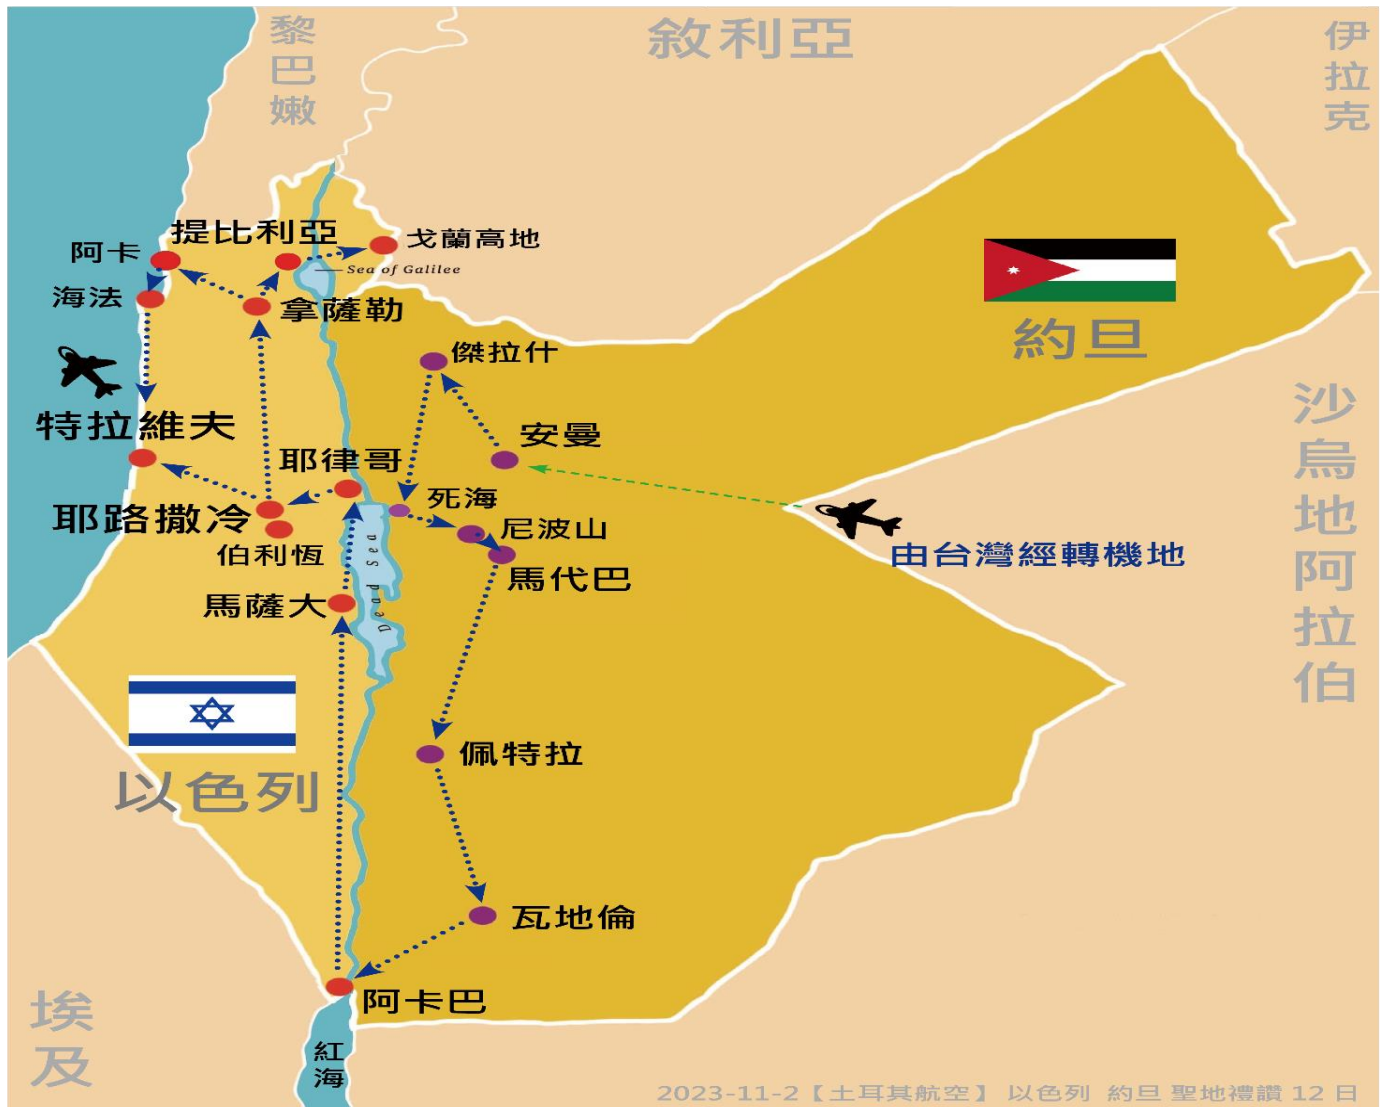 黎巴嫩
敘利亞
伊拉克
提比利亞
戈蘭高地
阿卡
Sea of Galilee
海法
拿薩勒
約旦
傑拉什
特拉維夫
安曼
沙烏地阿拉伯
耶律哥
死海
耶路撒冷
尼波山
伯利恆
Dead Sea
由台灣經轉機地
馬代巴
馬薩大
佩特拉
以色列
瓦地倫
阿卡巴
埃及
紅海
2023-11-2【土耳其航空】 以色列 約旦 聖地禮讚 12 日